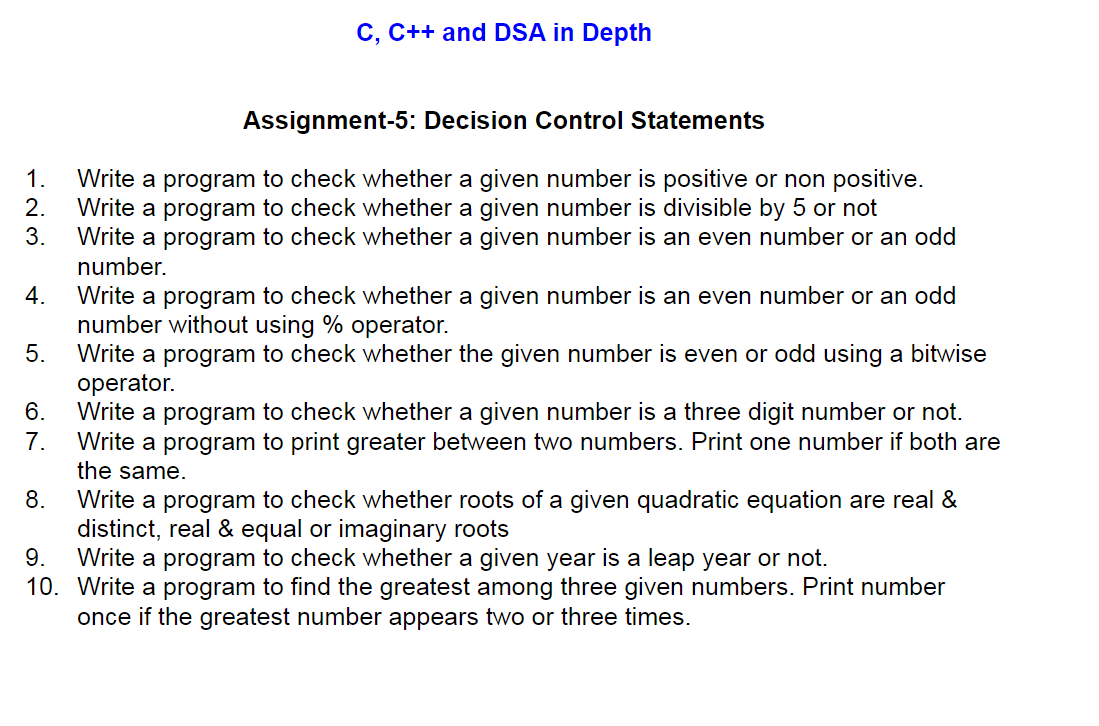 C, C++ and DSA in Depth
Assignment-5: Decision Control Statements
1. Write a program to check whether a given number is positive or non positive.
2. Write a program to check whether a given number is divisible by 5 or not
3. Write a program to check whether a given number is an even number or an odd
number.
4. Write a program to check whether a given number is an even number or an odd
number without using % operator.
5. Write a program to check whether the given number is even or odd using a bitwise
operator.
6. Write a program to check whether a given number is a three digit number or not.
7. Write a program to print greater between two numbers. Print one number if both are
the same.
8. Write a program to check whether roots of a given quadratic equation are real &
distinct, real & equal or imaginary roots
9. Write a program to check whether a given year is a leap year or not.
10. Write a program to find the greatest among three given numbers. Print number
once if the greatest number appears two or three times.